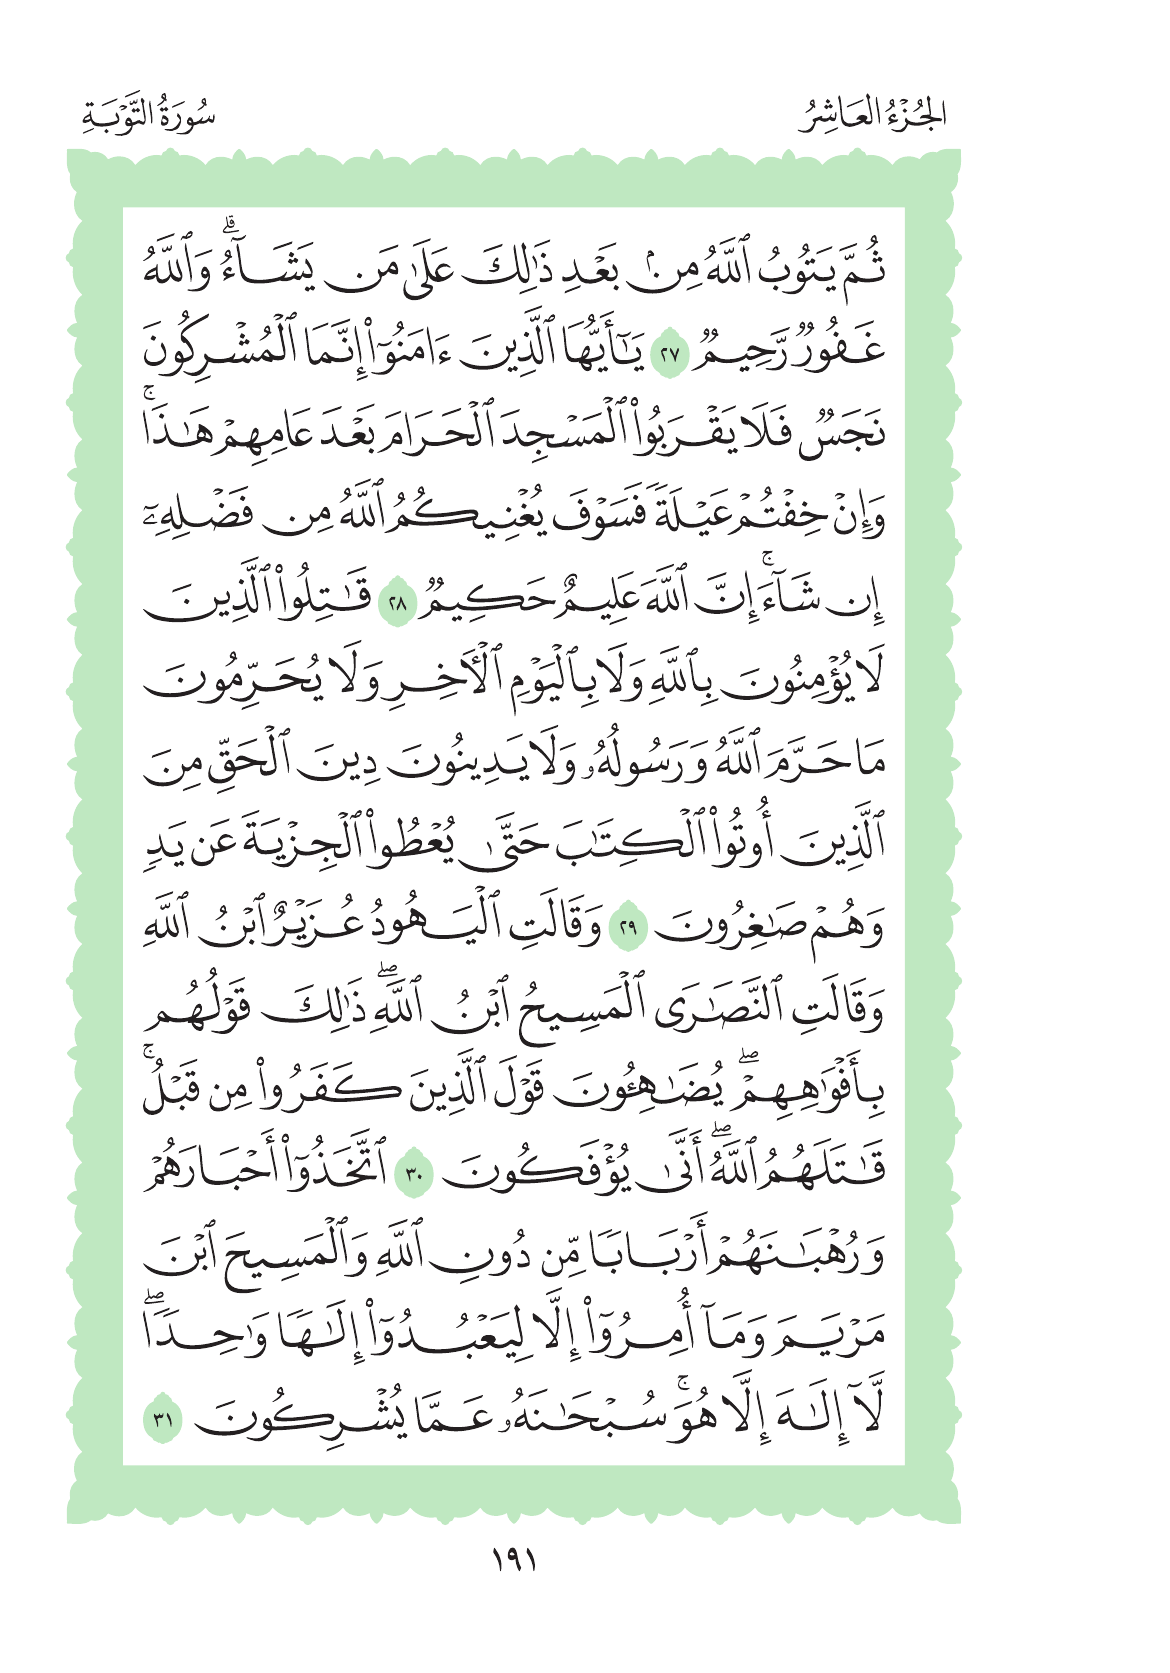 الجُزْءُ العَاشِرُ
سُورَةُ التَّوْبَةِ
ثُمَّ يَتُوبُ ٱللَّهُ مِنۢ بَعْدِ ذَٰلِكَ عَلَىٰ مَن يَشَآءُۗ وَٱللَّهُ
غَفُورٌ رَّحِيمٌ ٢٧ يَٰٓأَيُّهَا ٱلَّذِينَ ءَامَنُوٓا۟ إِنَّمَا ٱلْمُشْرِكُونَ
نَجَسٌ فَلَا يَقْرَبُوا۟ ٱلْمَسْجِدَ ٱلْحَرَامَ بَعْدَ عَامِهِمْ هَٰذَاۚ
وَإِنْ خِفْتُمْ عَيْلَةً فَسَوْفَ يُغْنِيكُمُ ٱللَّهُ مِن فَضْلِهِۦٓ
إِن شَآءَۚ إِنَّ ٱللَّهَ عَلِيمٌ حَكِيمٌ ٢٨ قَٰتِلُوا۟ ٱلَّذِينَ
لَا يُؤْمِنُونَ بِٱللَّهِ وَلَا بِٱلْيَوْمِ ٱلْـَٔاخِرِ وَلَا يُحَرِّمُونَ
مَا حَرَّمَ ٱللَّهُ وَرَسُولُهُۥ وَلَا يَدِينُونَ دِينَ ٱلْحَقِّ مِنَ
ٱلَّذِينَ أُوتُوا۟ ٱلْكِتَٰبَ حَتَّىٰ يُعْطُوا۟ ٱلْجِزْيَةَ عَن يَدٍ
وَهُمْ صَٰغِرُونَ ٢٩ وَقَالَتِ ٱلْيَهُودُ عُزَيْرٌ ٱبْنُ ٱللَّهِ
وَقَالَتِ ٱلنَّصَٰرَى ٱلْمَسِيحُ ٱبْنُ ٱللَّهِۖ ذَٰلِكَ قَوْلُهُم
بِأَفْوَٰهِهِمْۖ يُضَٰهِـُٔونَ قَوْلَ ٱلَّذِينَ كَفَرُوا۟ مِن قَبْلُۚ
قَٰتَلَهُمُ ٱللَّهُۖ أَنَّىٰ يُؤْفَكُونَ ٣٠ ٱتَّخَذُوٓا۟ أَحْبَارَهُمْ
وَرُهْبَٰنَهُمْ أَرْبَابًا مِّن دُونِ ٱللَّهِ وَٱلْمَسِيحَ ٱبْنَ
مَرْيَمَ وَمَآ أُمِرُوٓا۟ إِلَّا لِيَعْبُدُوٓا۟ إِلَٰهًا وَٰحِدًاۖ
لَّآ إِلَٰهَ إِلَّا هُوَۚ سُبْحَٰنَهُۥ عَمَّا يُشْرِكُونَ ٣١
١٩١